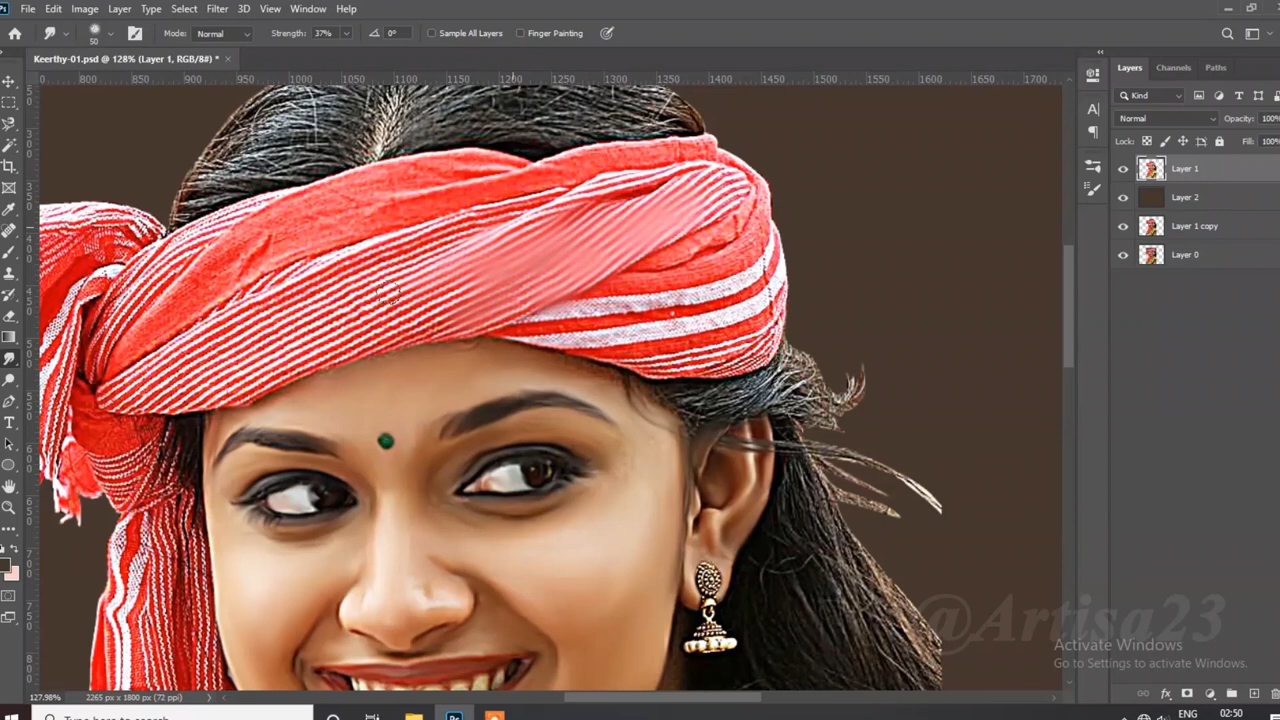 File Edit Image Layer Type Select Filter 3D View Window Help
50 Mode: Normal Strength: 37% 0° Sample All Layers Finger Painting
Keerthy-01.psd @ 128% (Layer 1, RGB/8#) *
800 850 900 950 1000 1050 1100 1150 1200 1250 1300 1350 1400 1450 1500 1550 1600 1650 1700
Layers Channels Paths
Kind
Normal Opacity: 100%
Lock: Fill: 100%
Layer 1
Layer 2
Layer 1 copy
Layer 0
@Artisa23
Activate Windows
Go to Settings to activate Windows.
127.98% 2265 px x 1800 px (72 ppi)
Type here to search
ENG 02:50